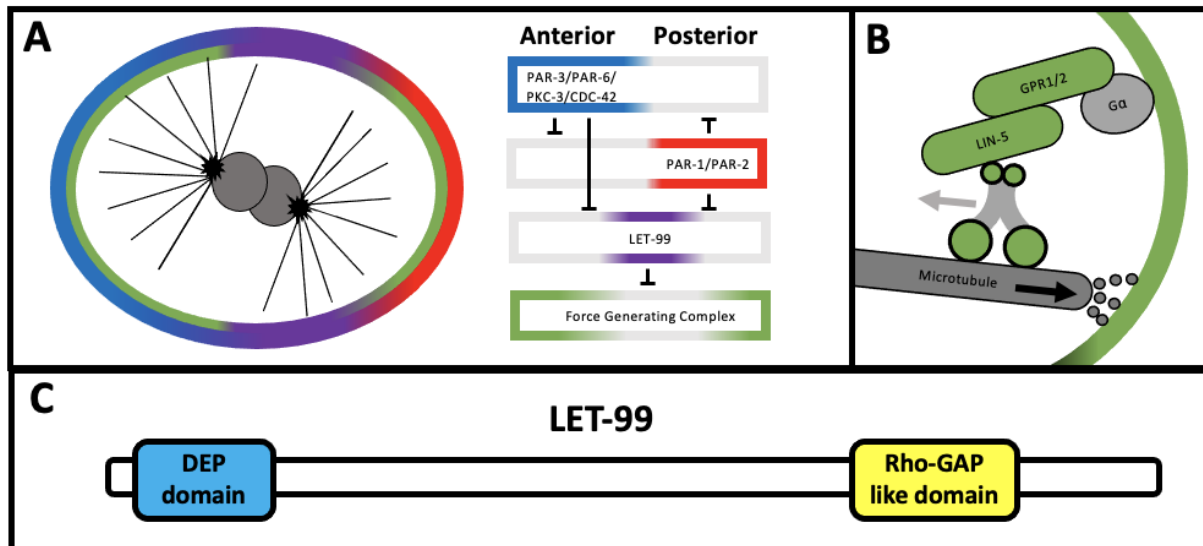 A
Anterior Posterior
PAR-3/PAR-6/
PKC-3/CDC-42
PAR-1/PAR-2
LET-99
Force Generating Complex
B
GPR1/2
Gα
LIN-5
Microtubule
C
LET-99
DEP
domain
Rho-GAP
like domain